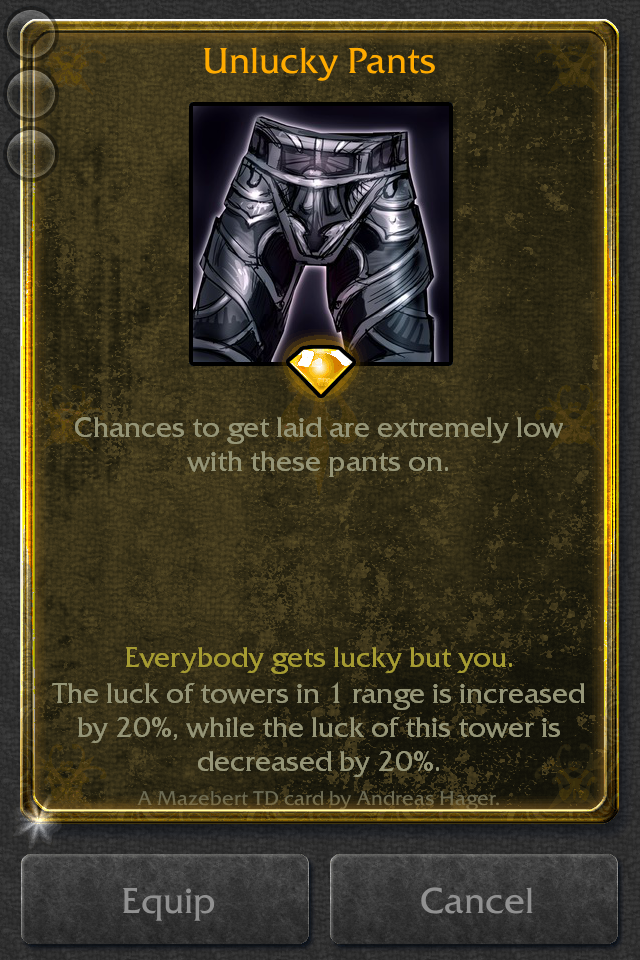 Unlucky Pants
Chances to get laid are extremely low
with these pants on.
Everybody gets lucky but you.
The luck of towers in 1 range is increased
by 20%, while the luck of this tower is
decreased by 20%.
A Mazebert TD card by Andreas Hager.
Equip
Cancel